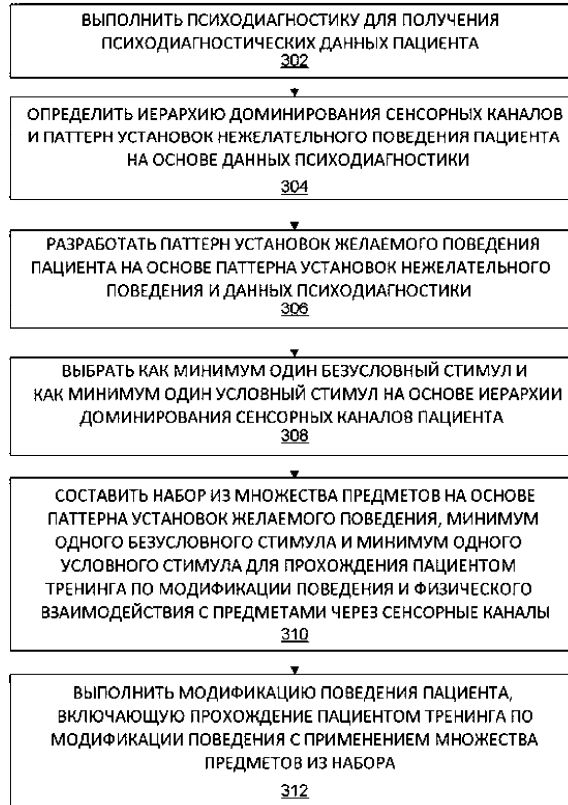 ВЫПОЛНИТЬ ПСИХОДИАГНОСТИКУ ДЛЯ ПОЛУЧЕНИЯ
ПСИХОДИАГНОСТИЧЕСКИХ ДАННЫХ ПАЦИЕНТА
302
ОПРЕДЕЛИТЬ ИЕРАРХИЮ ДОМИНИРОВАНИЯ СЕНСОРНЫХ КАНАЛОВ
И ПАТТЕРН УСТАНОВОК НЕЖЕЛАТЕЛЬНОГО ПОВЕДЕНИЯ ПАЦИЕНТА
НА ОСНОВЕ ДАННЫХ ПСИХОДИАГНОСТИКИ
304
РАЗРАБОТАТЬ ПАТТЕРН УСТАНОВОК ЖЕЛАЕМОГО ПОВЕДЕНИЯ
ПАЦИЕНТА НА ОСНОВЕ ПАТТЕРНА УСТАНОВОК НЕЖЕЛАТЕЛЬНОГО
ПОВЕДЕНИЯ И ДАННЫХ ПСИХОДИАГНОСТИКИ
306
ВЫБРАТЬ КАК МИНИМУМ ОДИН БЕЗУСЛОВНЫЙ СТИМУЛ И
КАК МИНИМУМ ОДИН УСЛОВНЫЙ СТИМУЛ НА ОСНОВЕ ИЕРАРХИИ
ДОМИНИРОВАНИЯ СЕНСОРНЫХ КАНАЛОВ ПАЦИЕНТА
308
СОСТАВИТЬ НАБОР ИЗ МНОЖЕСТВА ПРЕДМЕТОВ НА ОСНОВЕ
ПАТТЕРНА УСТАНОВОК ЖЕЛАЕМОГО ПОВЕДЕНИЯ, МИНИМУМ
ОДНОГО БЕЗУСЛОВНОГО СТИМУЛА И МИНИМУМ ОДНОГО
УСЛОВНОГО СТИМУЛА ДЛЯ ПРОХОЖДЕНИЯ ПАЦИЕНТОМ
ТРЕНИНГА ПО МОДИФИКАЦИИ ПОВЕДЕНИЯ И ФИЗИЧЕСКОГО
ВЗАИМОДЕЙСТВИЯ С ПРЕДМЕТАМИ ЧЕРЕЗ СЕНСОРНЫЕ КАНАЛЫ
310
ВЫПОЛНИТЬ МОДИФИКАЦИЮ ПОВЕДЕНИЯ ПАЦИЕНТА,
ВКЛЮЧАЮЩУЮ ПРОХОЖДЕНИЕ ПАЦИЕНТОМ ТРЕНИНГА ПО
МОДИФИКАЦИИ ПОВЕДЕНИЯ С ПРИМЕНЕНИЕМ МНОЖЕСТВА
ПРЕДМЕТОВ ИЗ НАБОРА
312